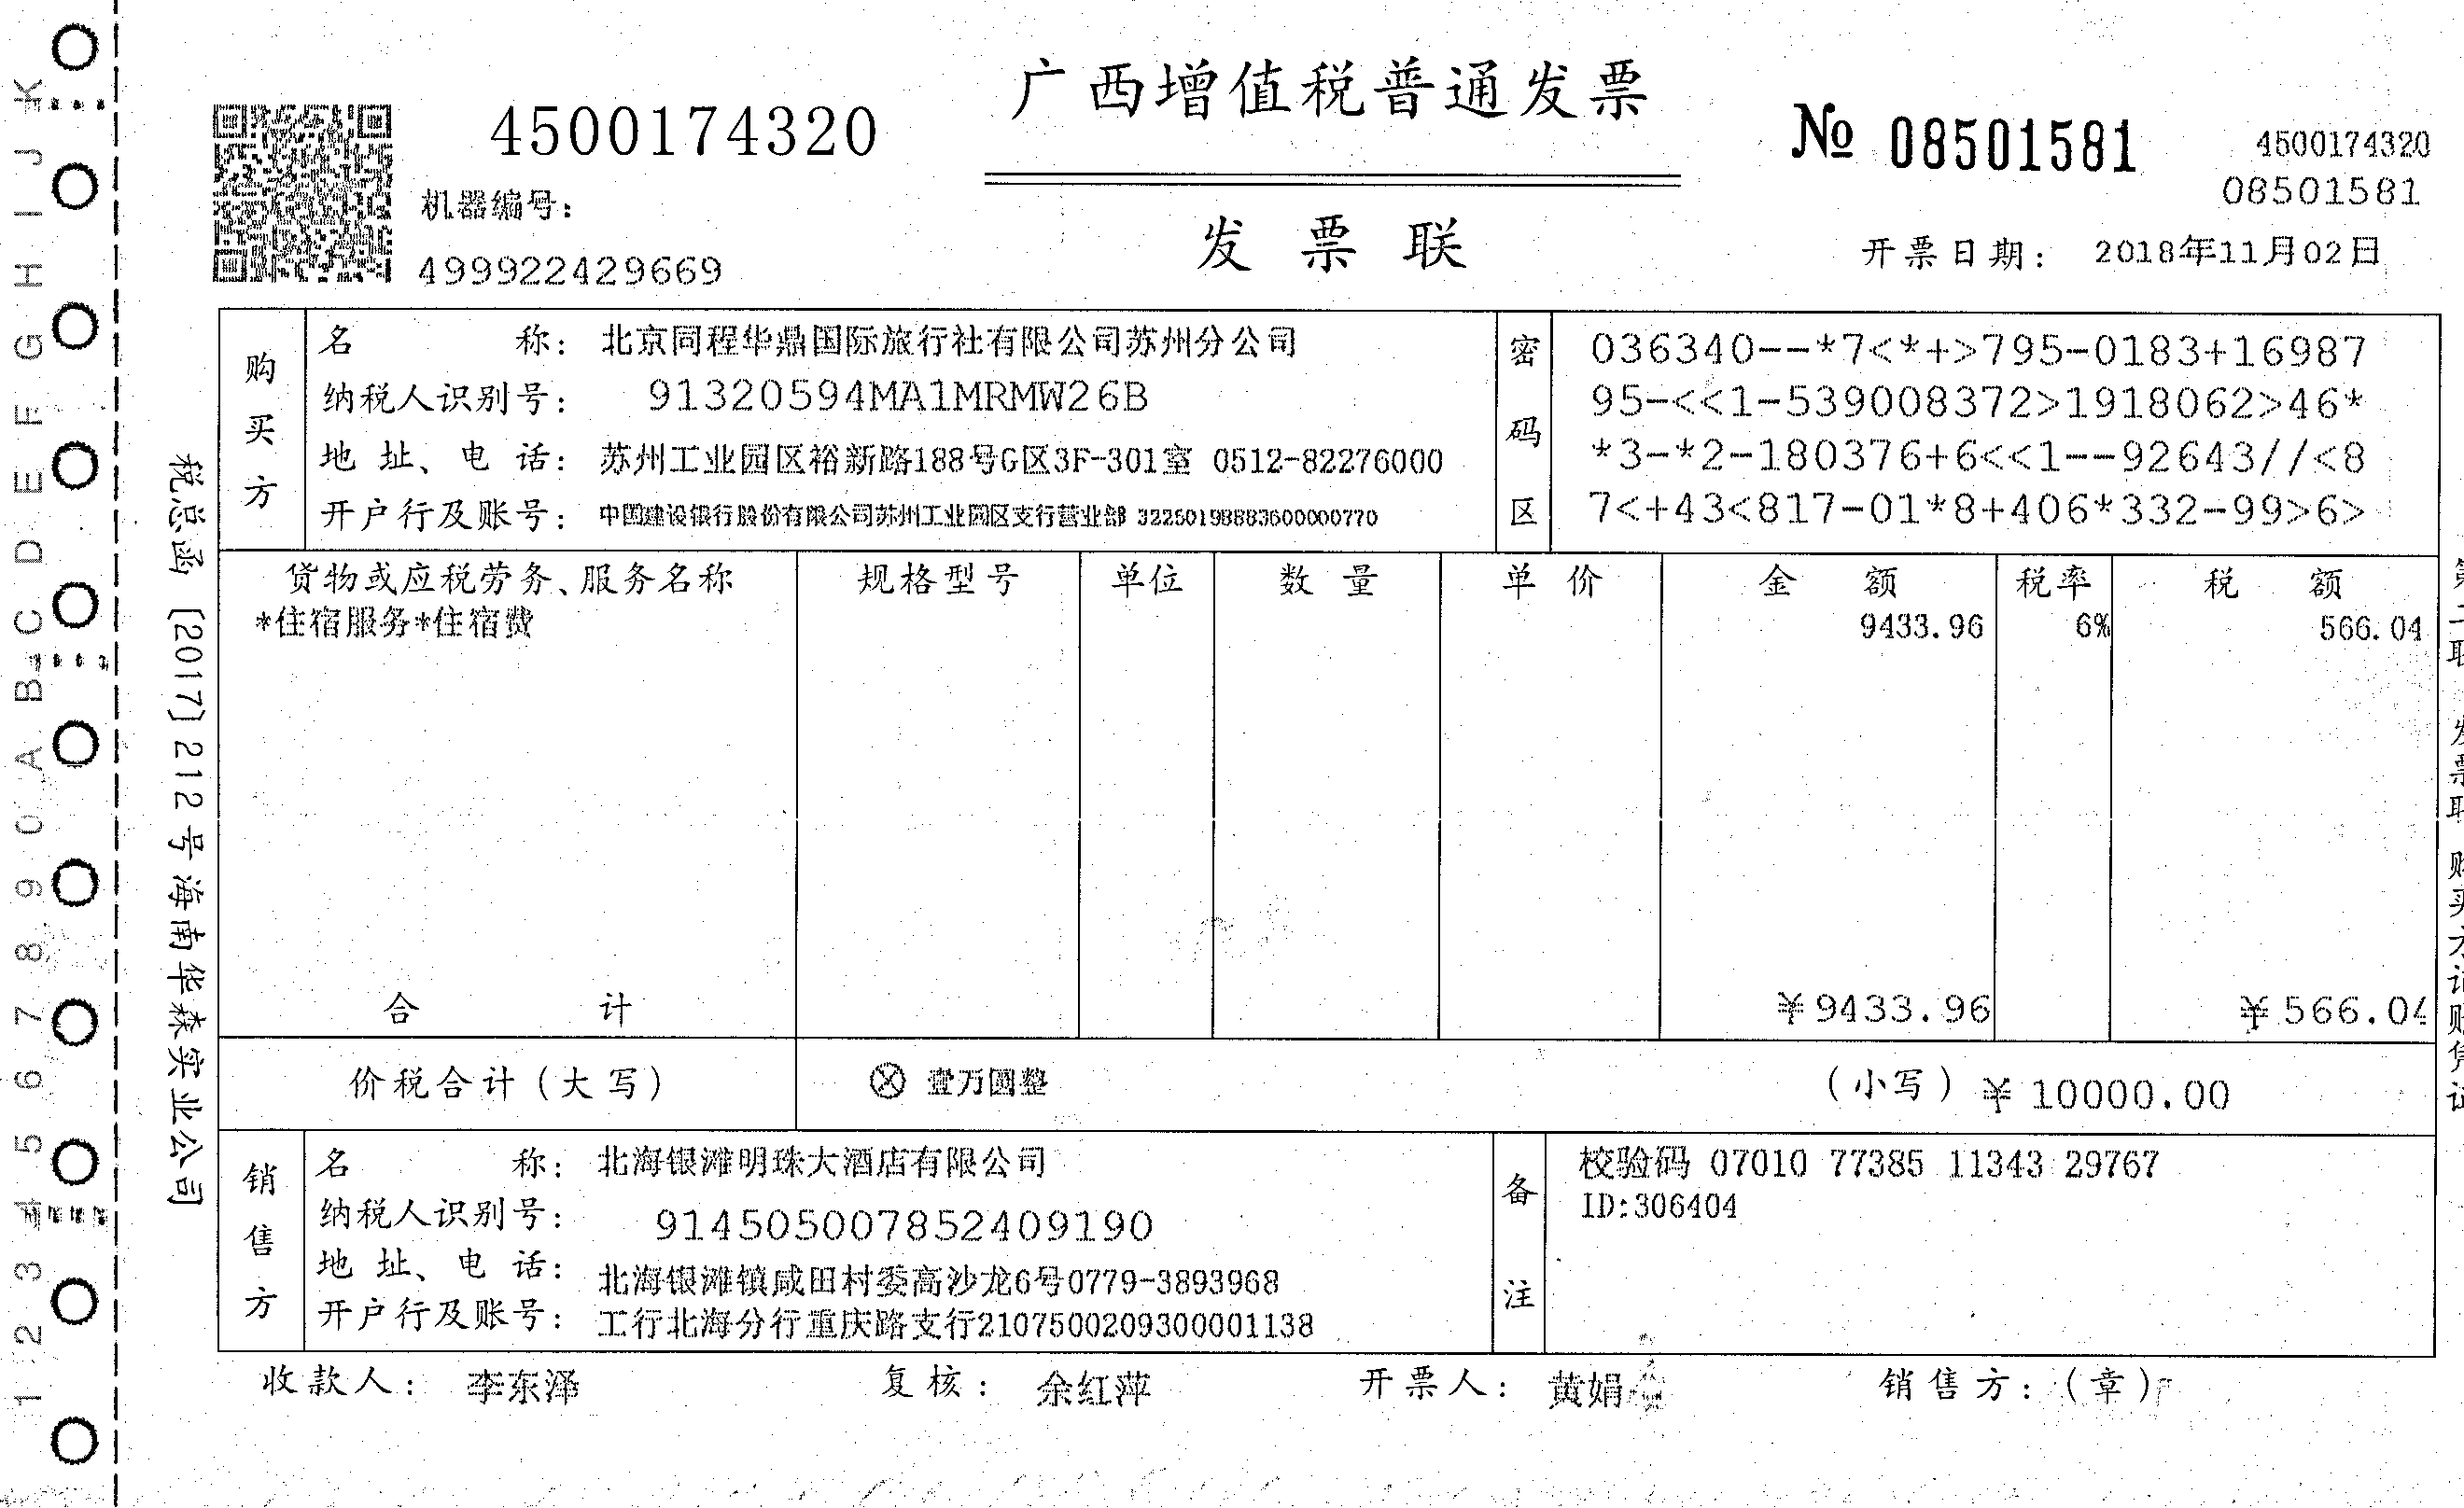 广西增值税普通发票
4500174320
№ 08501581
4500174320
08501581
机器编号：
499922429669
发票联
开票日期： 2018年11月02日
购买方
名称： 北京同程华鼎国际旅行社有限公司苏州分公司
纳税人识别号： 91320594MA1MRMW26B
地址、电话： 苏州工业园区裕新路188号G区3F-301室 0512-82276000
开户行及账号： 中国建设银行股份有限公司苏州工业园区支行营业部 32250198883600000770
密码区
036340--*7<*+>795-0183+16987
95-<<1-539008372>1918062>46*
*3-*2-180376+6<<1--92643//<8
7<+43<817-01*8+406*332-99>6>
货物或应税劳务、服务名称 规格型号 单位 数量 单价 金额 税率 税额
*住宿服务*住宿费 9433.96 6% 566.04
合计 ￥9433.96 ￥566.04
价税合计（大写） ⊗ 壹万圆整 （小写）￥10000.00
销售方
名称： 北海银滩明珠大酒店有限公司
纳税人识别号： 914505007852409190
地址、电话： 北海银滩镇咸田村委高沙龙6号0779-3893968
开户行及账号： 工行北海分行重庆路支行2107500209300001138
备注
校验码 07010 77385 11343 29767
ID:306404
收款人： 李东泽 复核： 余红萍 开票人： 黄娟 销售方：（章）
税总函〔2017〕212号海南华森实业公司
第二联 发票联 购买方记账凭证
1 2 3 4 5 6 7 8 9 0 A B C D E F G H I J K